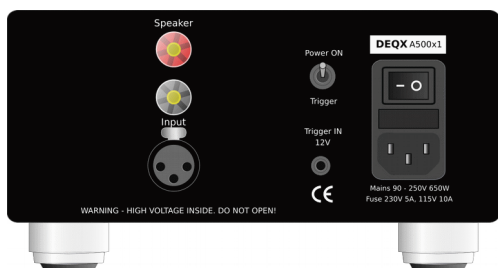 Speaker
Input
WARNING - HIGH VOLTAGE INSIDE. DO NOT OPEN!
Power ON
Trigger
Trigger IN
12V
CE
DEQX A500x1
Mains 90 - 250V 650W
Fuse 230V 5A, 115V 10A